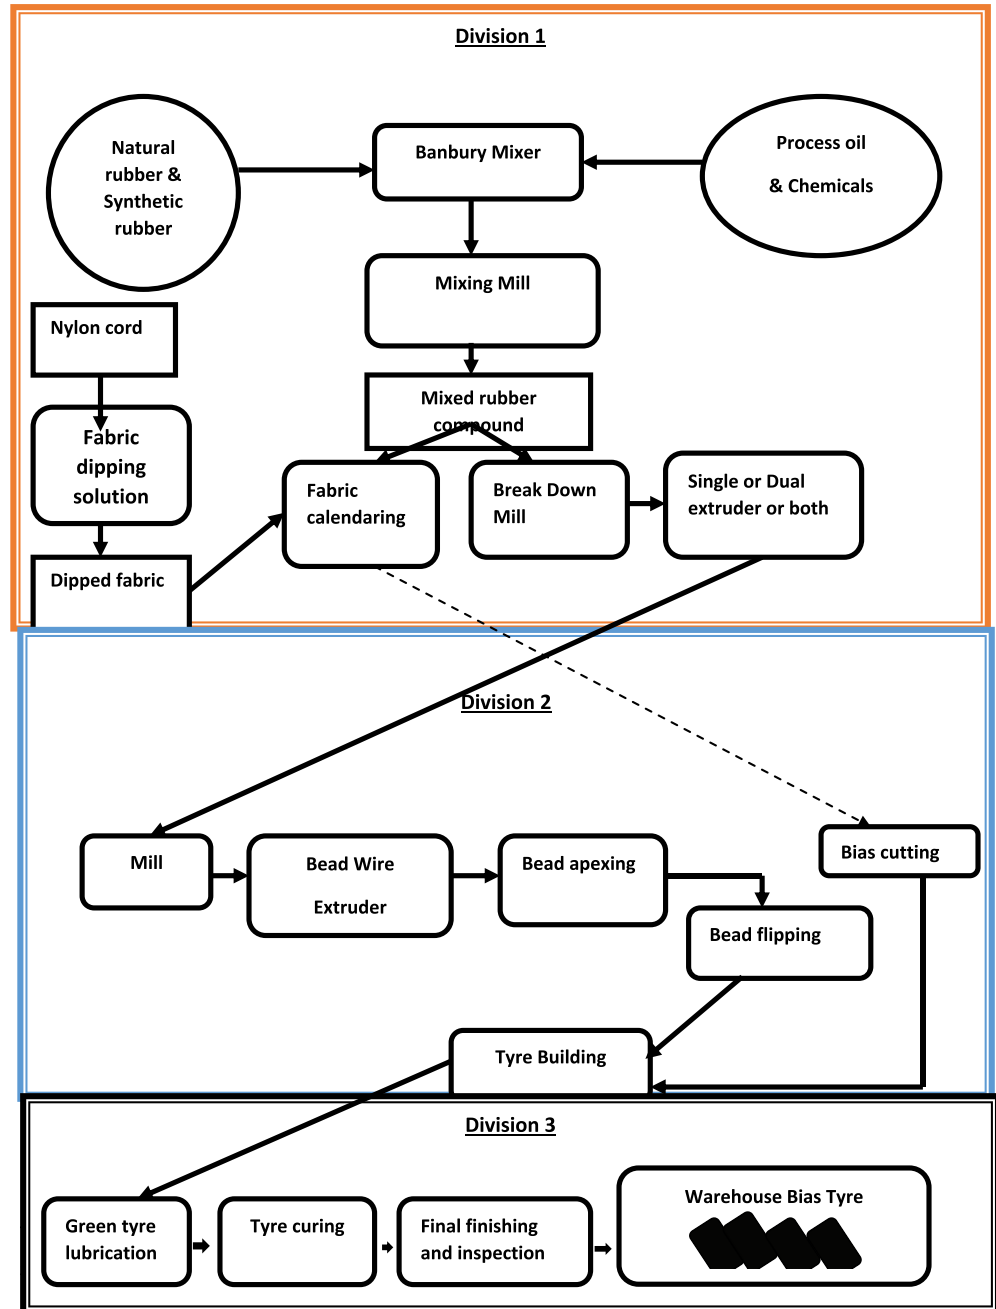 Division 1
Natural
rubber &
Synthetic
rubber
Banbury Mixer
Process oil
& Chemicals
Mixing Mill
Nylon cord
Mixed rubber
compound
Fabric
dipping
solution
Fabric
calendaring
Break Down
Mill
Single or Dual
extruder or both
Dipped fabric
Division 2
Mill
Bead Wire
Extruder
Bead apexing
Bias cutting
Bead flipping
Tyre Building
Division 3
Green tyre
lubrication
Tyre curing
Final finishing
and inspection
Warehouse Bias Tyre